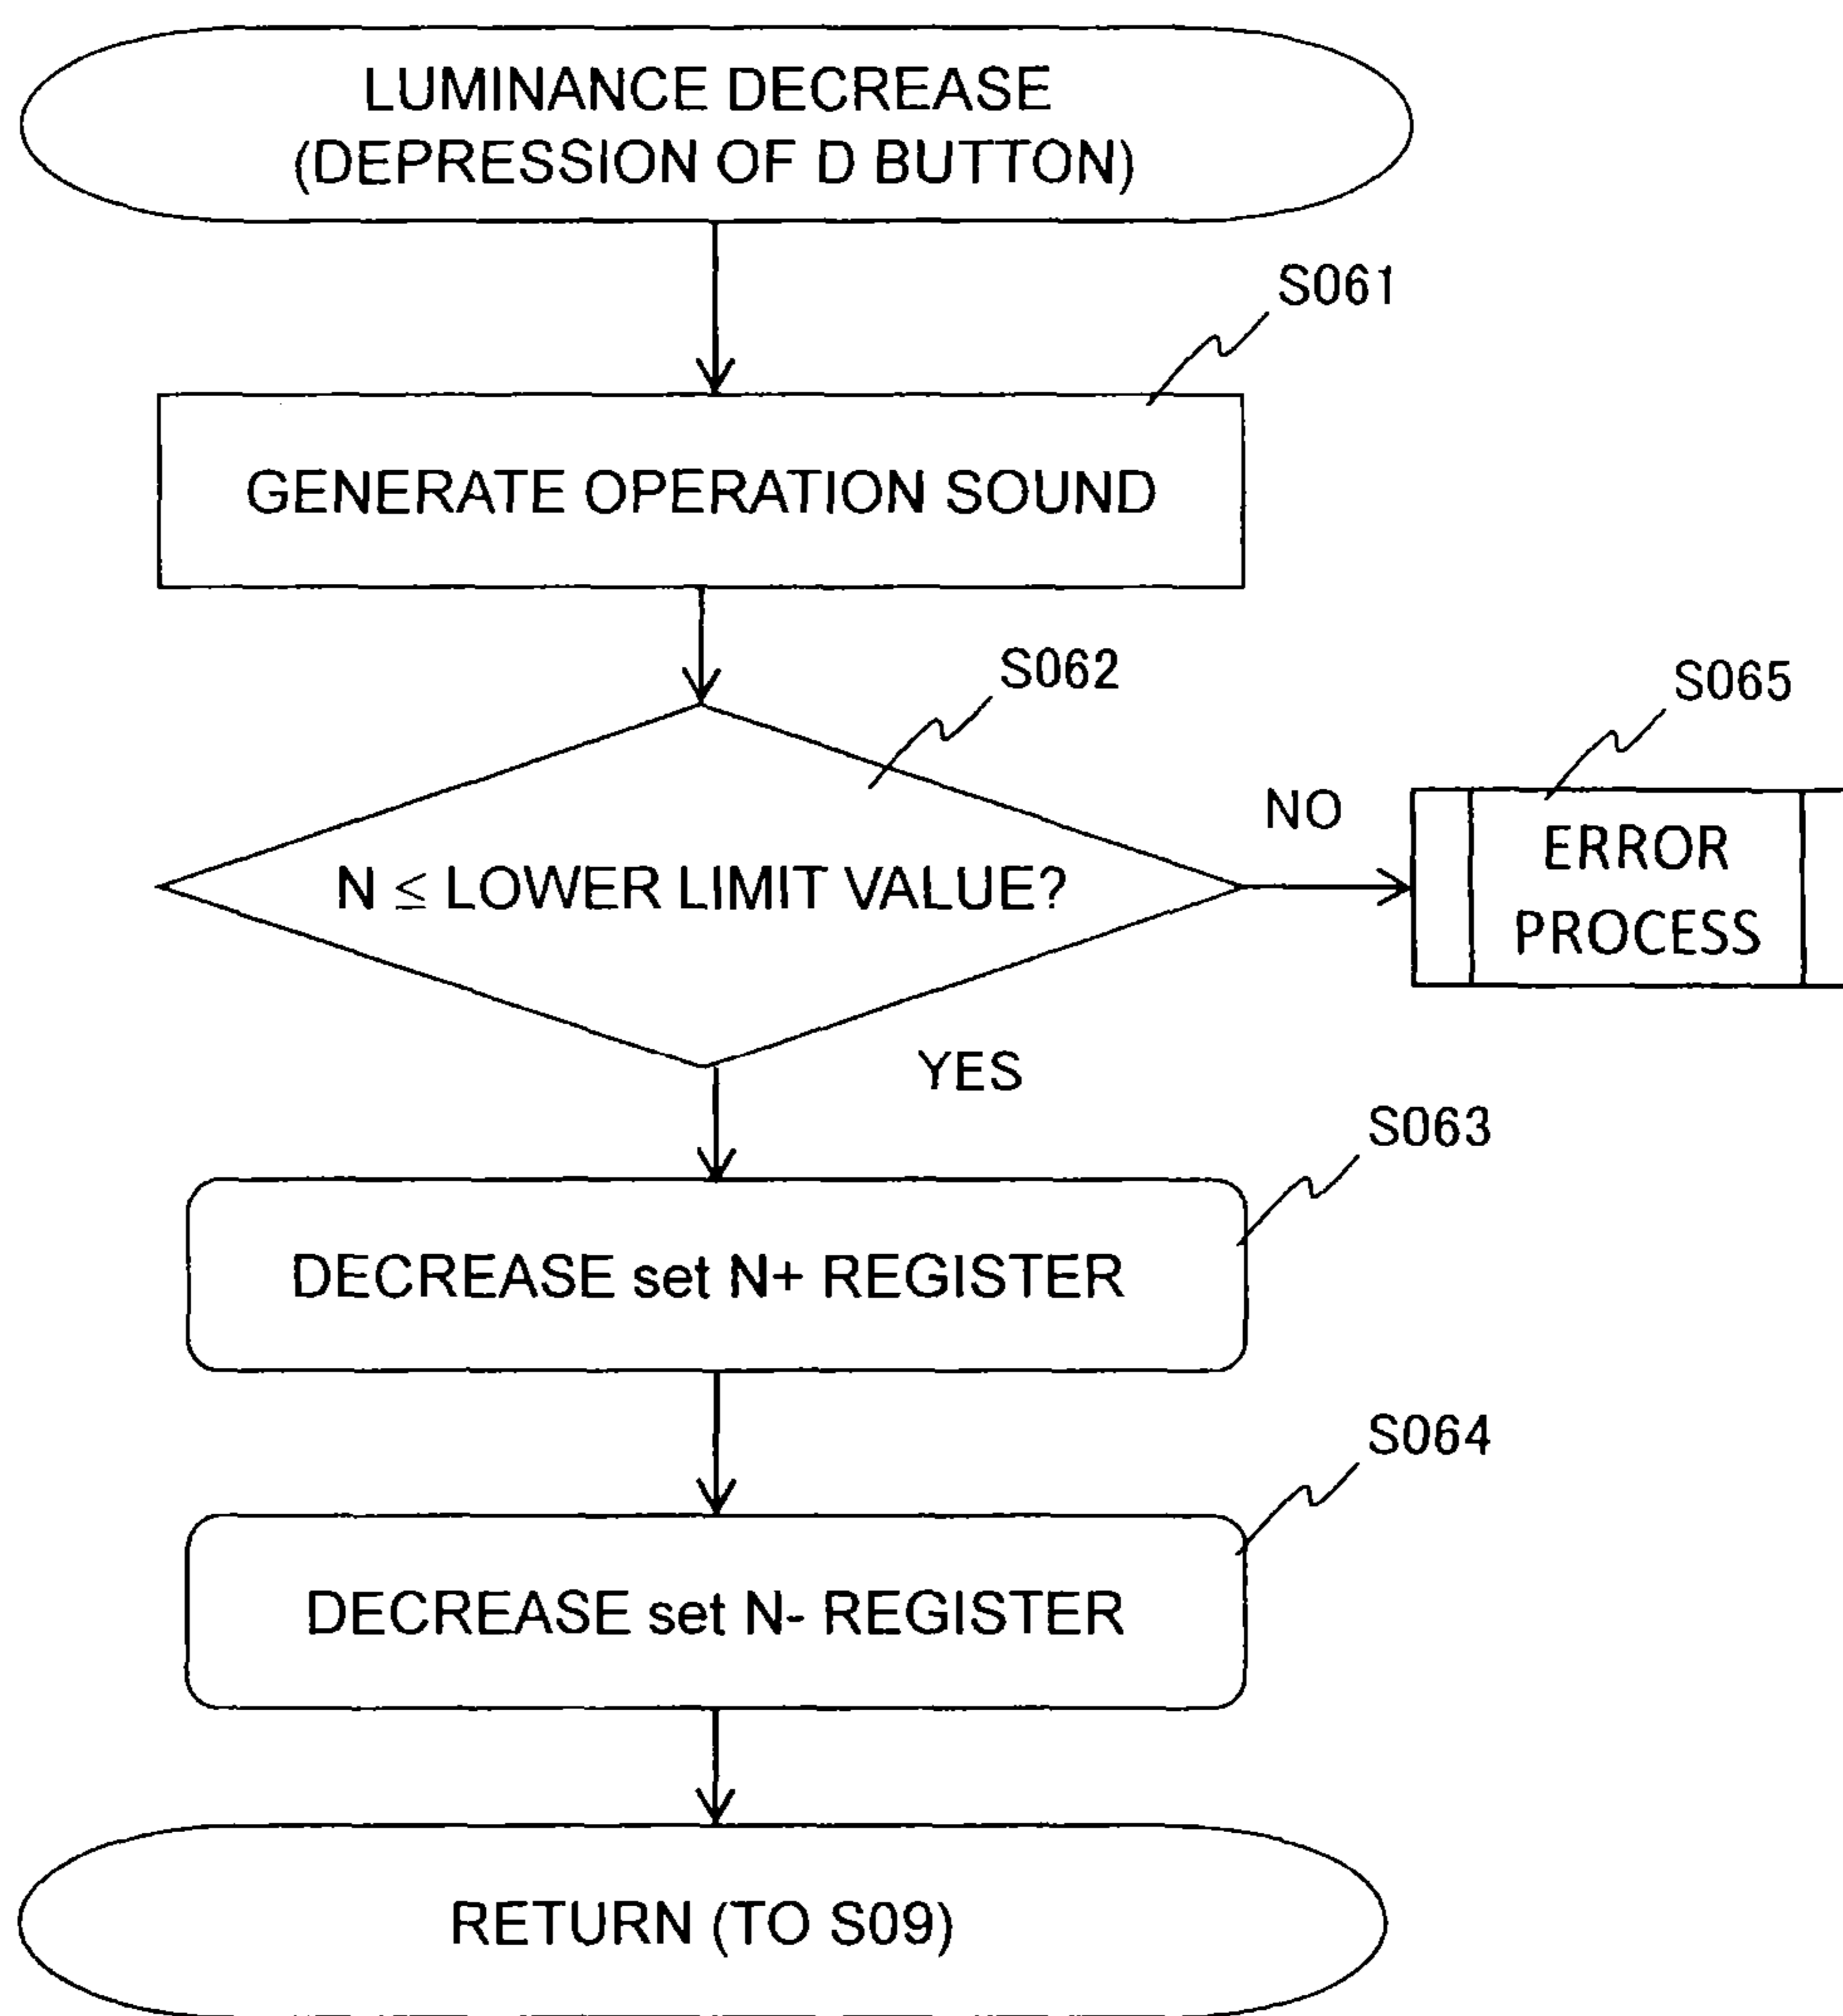 LUMINANCE DECREASE
(DEPRESSION OF D BUTTON)
S061
GENERATE OPERATION SOUND
S062
N ≦ LOWER LIMIT VALUE?
NO
S065
ERROR
PROCESS
YES
S063
DECREASE set N+ REGISTER
S064
DECREASE set N- REGISTER
RETURN (TO S09)